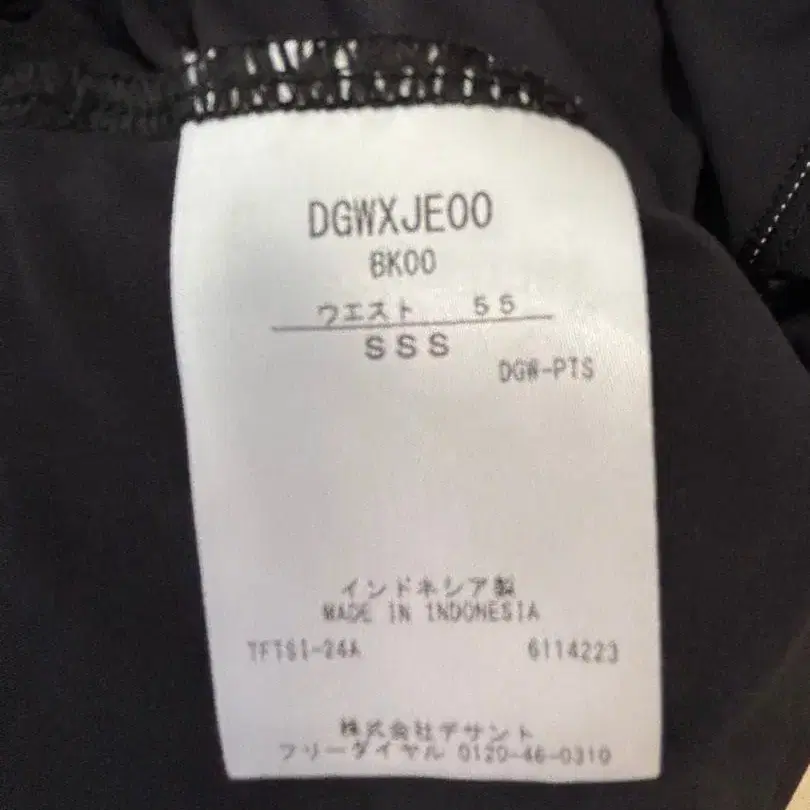 DGWXJE00
BK00
ウエスト 55
SSS
DGW-PTS
インドネシア製
MADE IN INDONESIA
TFTSI-24A 6114223
株式会社デサント
フリーダイヤル 0120-46-0310